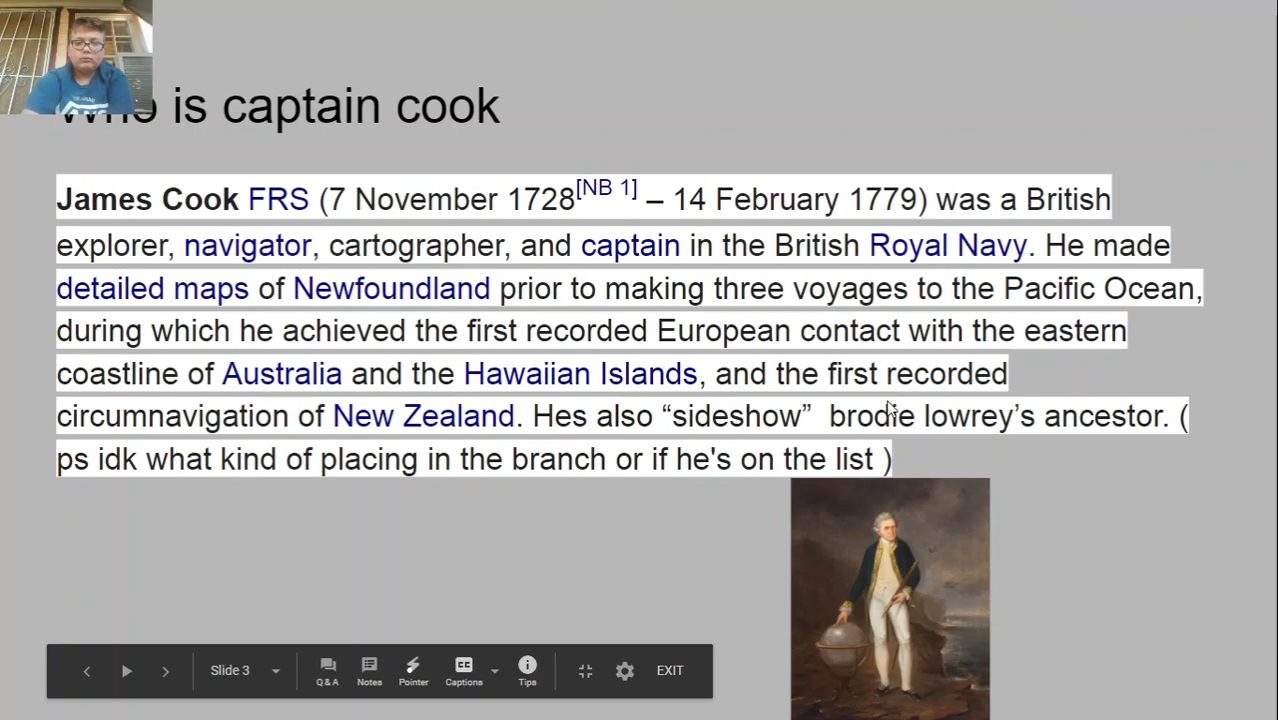 Who is captain cook
James Cook FRS (7 November 1728[NB 1] – 14 February 1779) was a British
explorer, navigator, cartographer, and captain in the British Royal Navy. He made
detailed maps of Newfoundland prior to making three voyages to the Pacific Ocean,
during which he achieved the first recorded European contact with the eastern
coastline of Australia and the Hawaiian Islands, and the first recorded
circumnavigation of New Zealand. Hes also “sideshow”  brodie lowrey’s ancestor. (
ps idk what kind of placing in the branch or if he's on the list )
Slide 3
Q & A
Notes
Pointer
Captions
Tips
EXIT